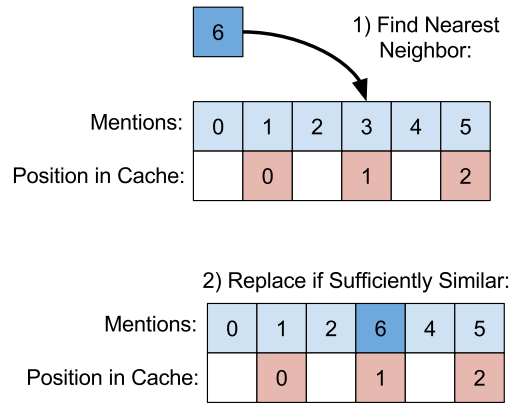 6
1) Find Nearest
Neighbor:
Mentions: 0 1 2 3 4 5
Position in Cache: 0 1 2
2) Replace if Sufficiently Similar:
Mentions: 0 1 2 6 4 5
Position in Cache: 0 1 2